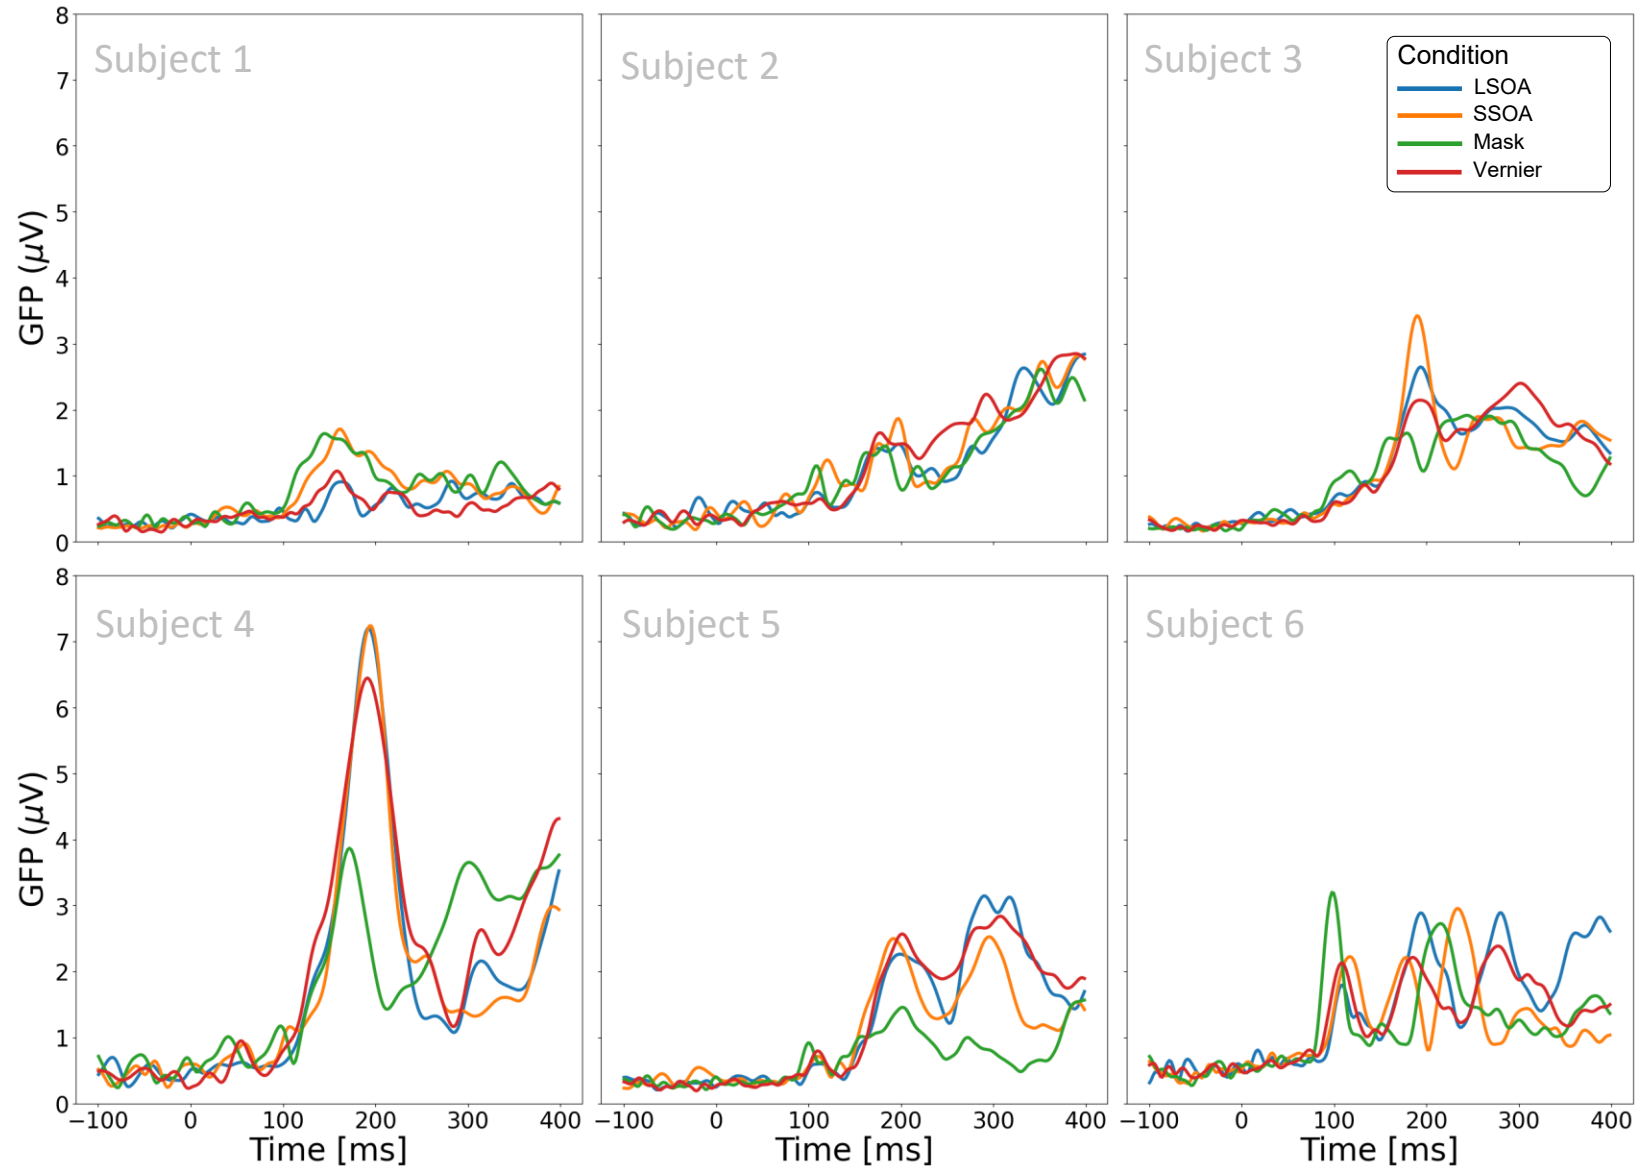 Subject 1
Subject 2
Subject 3
Condition
LSOA
SSOA
Mask
Vernier
GFP (μV)
8
7
6
5
4
3
2
1
0
Subject 4
Subject 5
Subject 6
GFP (μV)
8
7
6
5
4
3
2
1
0
−100 0 100 200 300 400
−100 0 100 200 300 400
−100 0 100 200 300 400
Time [ms]
Time [ms]
Time [ms]